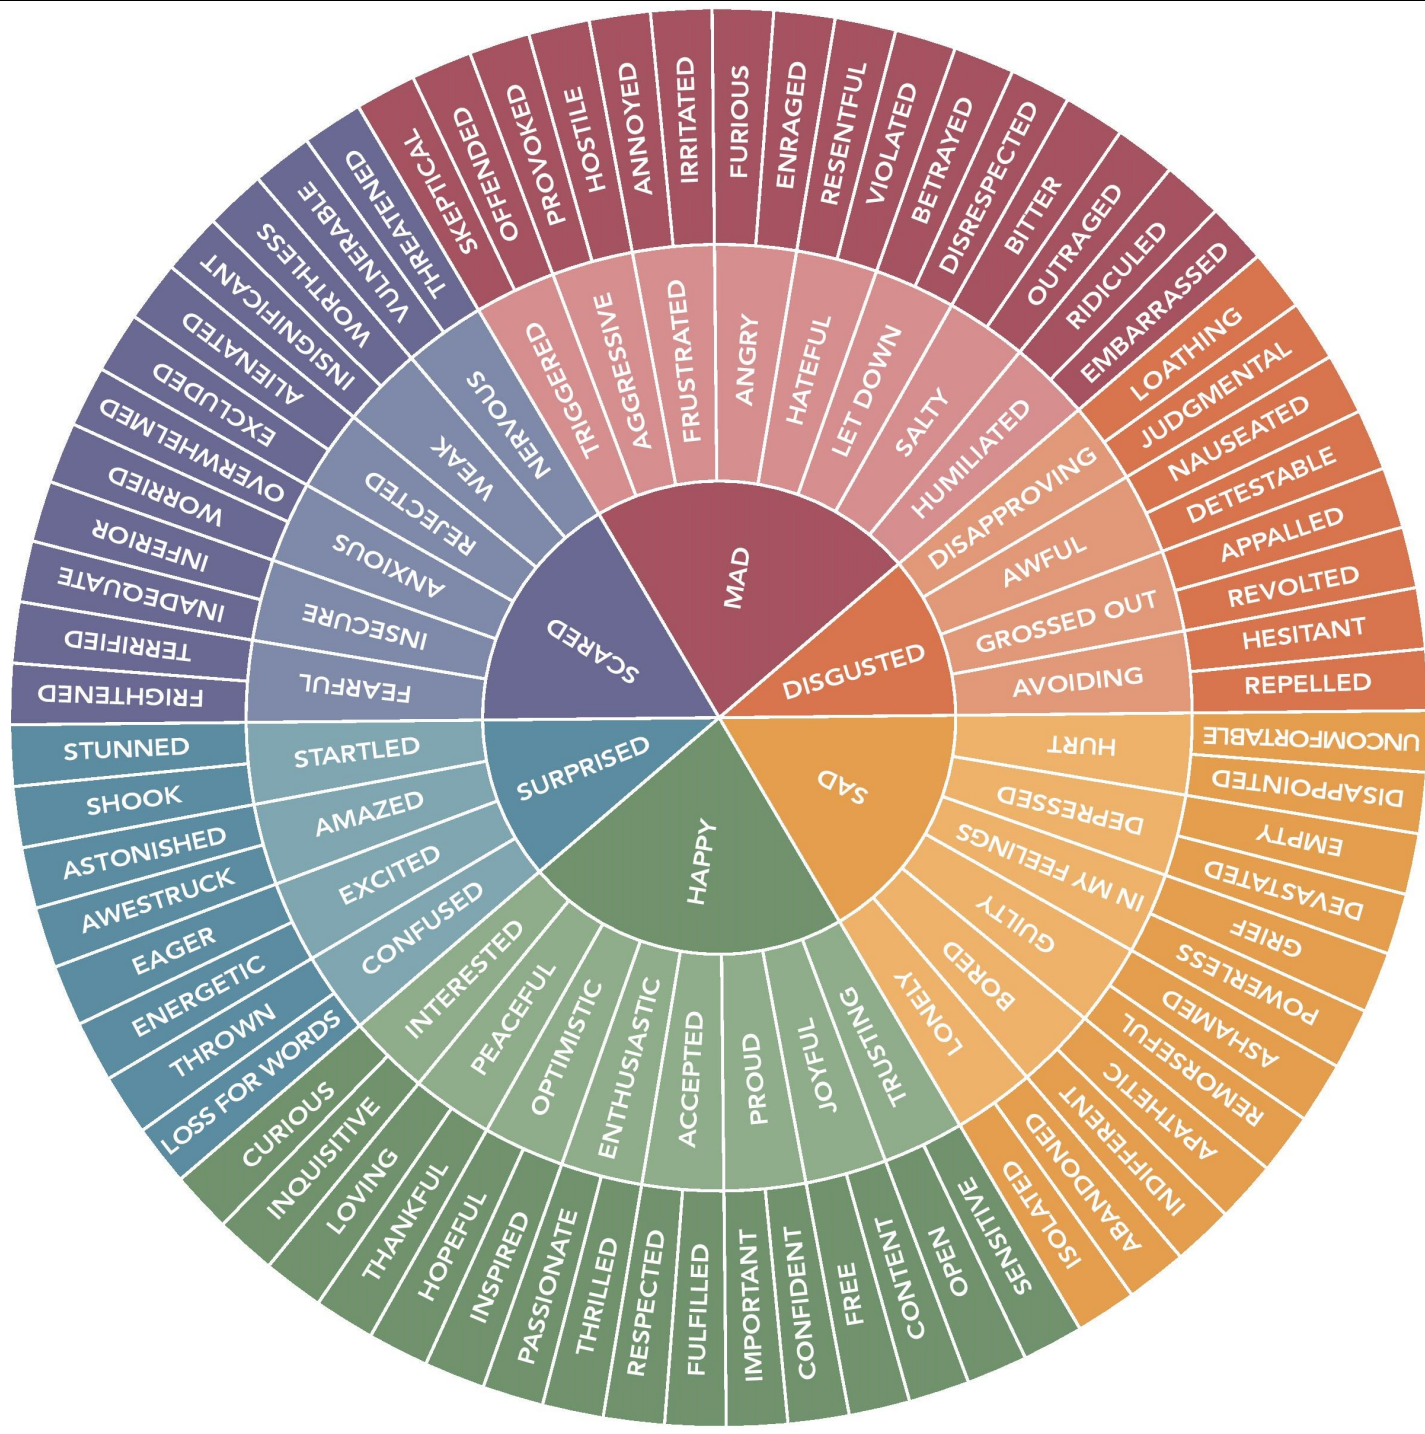 MAD
DISGUSTED
SAD
HAPPY
SURPRISED
SCARED
TRIGGERED
AGGRESSIVE
FRUSTRATED
ANGRY
HATEFUL
LET DOWN
SALTY
HUMILIATED
DISAPPROVING
AWFUL
GROSSED OUT
AVOIDING
HURT
DEPRESSED
IN MY FEELINGS
GUILTY
BORED
LONELY
TRUSTING
JOYFUL
PROUD
ACCEPTED
ENTHUSIASTIC
OPTIMISTIC
PEACEFUL
INTERESTED
CONFUSED
EXCITED
AMAZED
STARTLED
FEARFUL
INSECURE
ANXIOUS
REJECTED
WEAK
NERVOUS
SKEPTICAL
OFFENDED
PROVOKED
HOSTILE
ANNOYED
IRRITATED
FURIOUS
ENRAGED
RESENTFUL
VIOLATED
BETRAYED
DISRESPECTED
BITTER
OUTRAGED
RIDICULED
EMBARRASSED
LOATHING
JUDGMENTAL
NAUSEATED
DETESTABLE
APPALLED
REVOLTED
HESITANT
REPELLED
UNCOMFORTABLE
DISAPPOINTED
EMPTY
DEVASTATED
GRIEF
POWERLESS
ASHAMED
REMORSEFUL
APATHETIC
INDIFFERENT
ABANDONED
ISOLATED
SENSITIVE
OPEN
CONTENT
FREE
CONFIDENT
IMPORTANT
FULFILLED
RESPECTED
THRILLED
PASSIONATE
INSPIRED
HOPEFUL
THANKFUL
LOVING
INQUISITIVE
CURIOUS
LOSS FOR WORDS
THROWN
ENERGETIC
EAGER
AWESTRUCK
ASTONISHED
SHOOK
STUNNED
FRIGHTENED
TERRIFIED
INADEQUATE
INFERIOR
WORRIED
OVERWHELMED
EXCLUDED
ALIENATED
INSIGNIFICANT
WORTHLESS
VULNERABLE
THREATENED